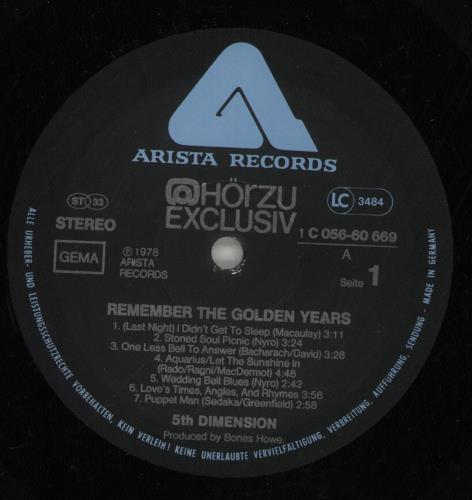 ARISTA RECORDS
HÖRZU
EXCLUSIV
ST 33
LC 3484
STEREO
1 C 056-60 669
GEMA
℗ 1978
ARISTA
RECORDS
A
Seite 1
REMEMBER THE GOLDEN YEARS
1. (Last Night) I Didn't Get To Sleep (Macaulay) 3:11
2. Stoned Soul Picnic (Nyro) 3:24
3. One Less Bell To Answer (Bacharach/David) 3:28
4. Aquarius/Let The Sunshine In
(Rado/Ragni/MacDermot) 4:48
5. Wedding Bell Blues (Nyro) 2:42
6. Love's Times, Angles, And Rhymes 3:56
7. Puppet Man (Sedaka/Greenfield) 2:58
5th DIMENSION
Produced by Bones Howe.
ALLE URHEBER- UND LEISTUNGSSCHUTZRECHTE VORBEHALTEN, KEIN VERLEIH! KEINE UNERLAUBTE VERVIELFÄLTIGUNG, VERBREITUNG, AUFFÜHRUNG, SENDUNG - MADE IN GERMANY